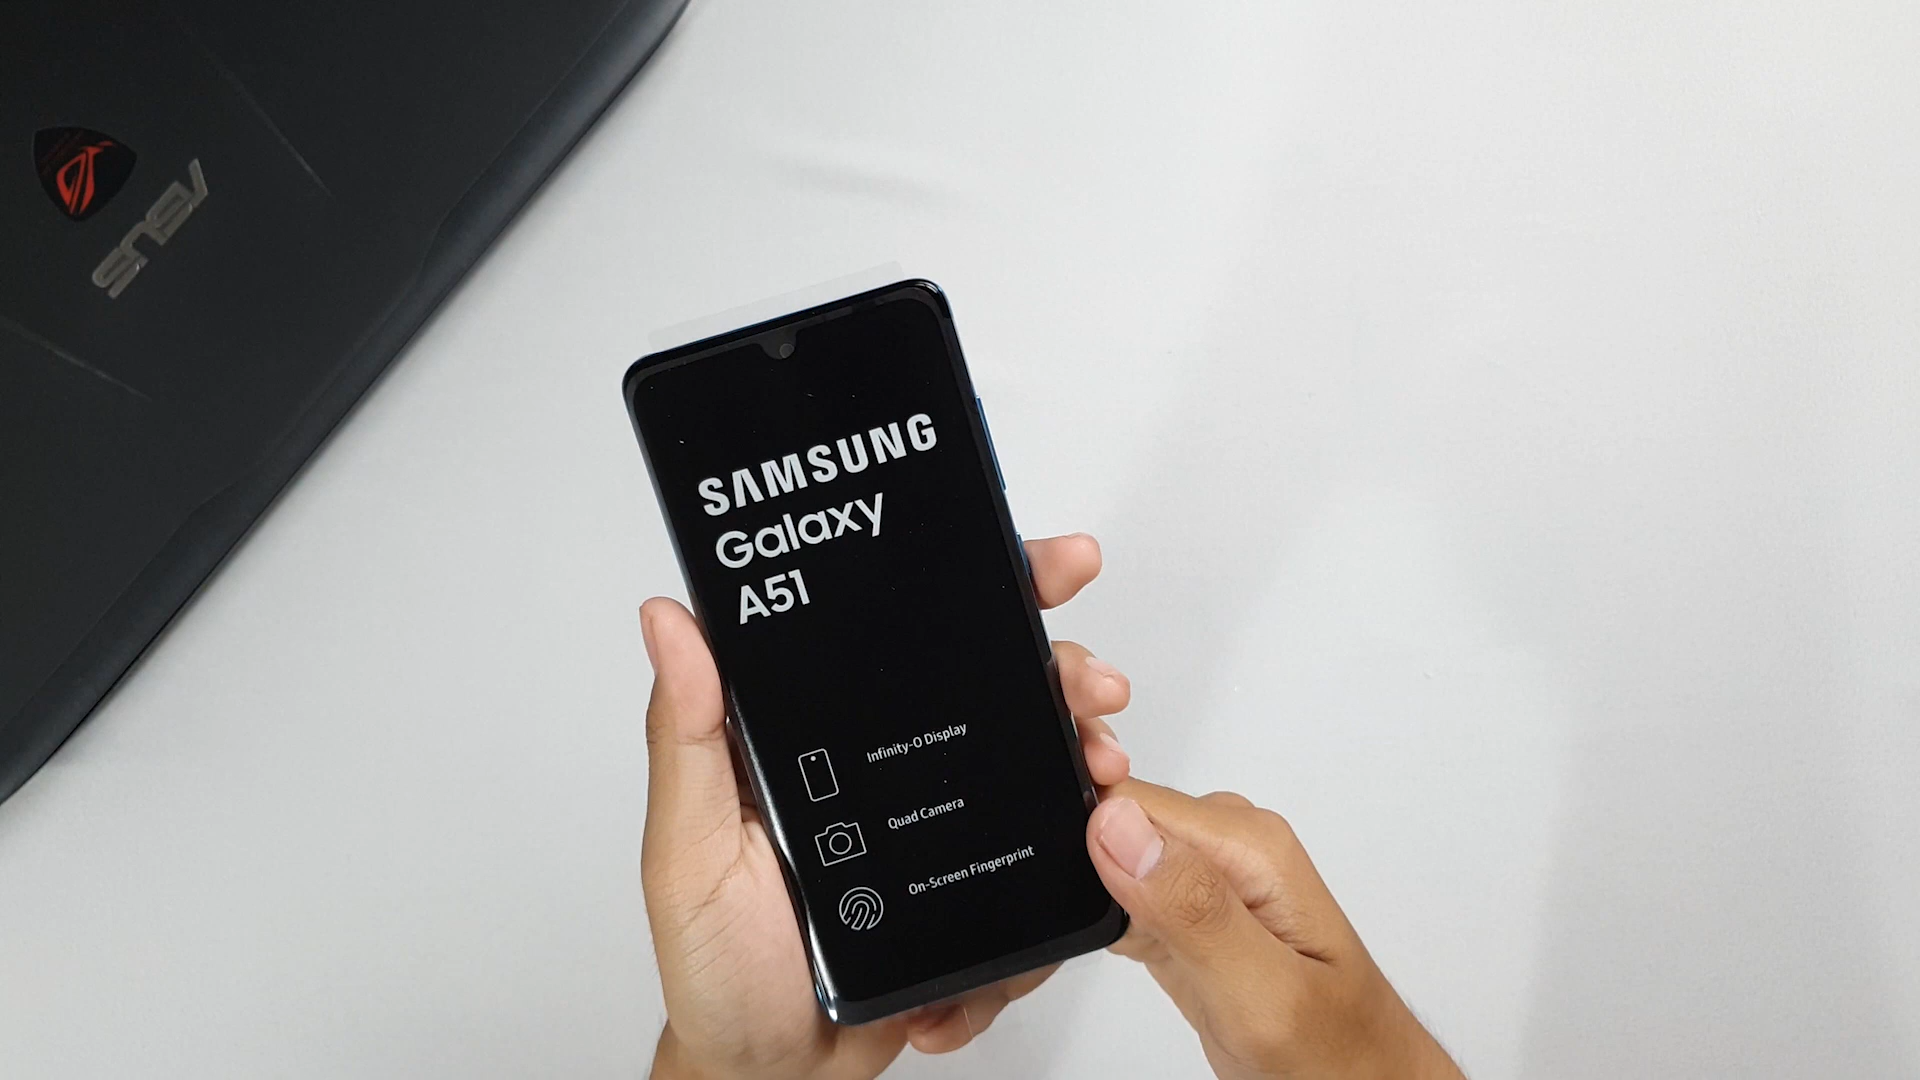 ASUS
SAMSUNG
Galaxy
A51
Infinity-O Display
Quad Camera
On-Screen Fingerprint